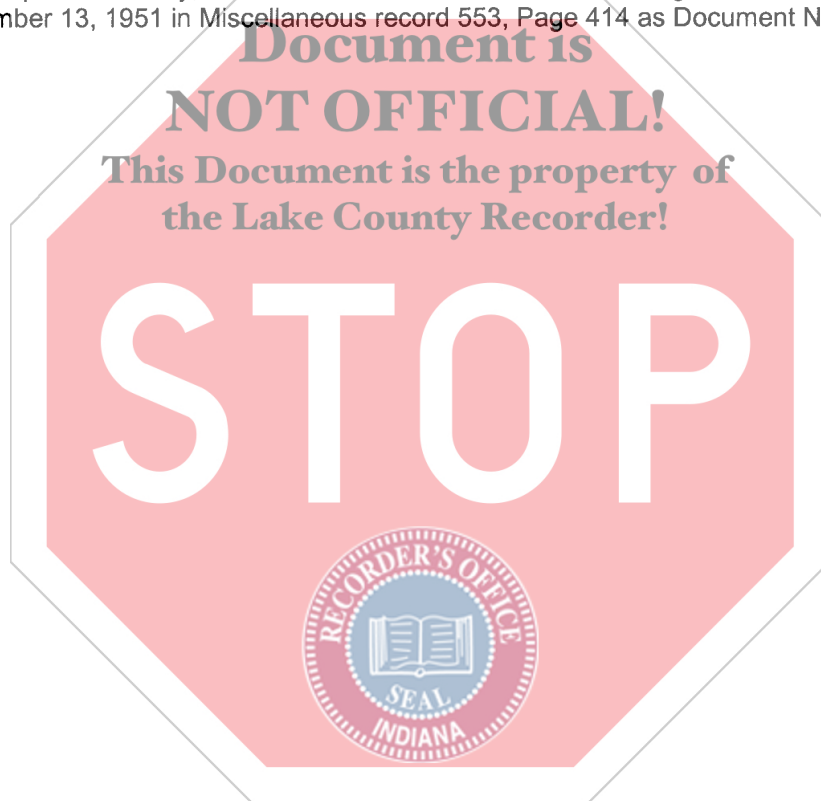 mber 13, 1951 in Miscellaneous record 553, Page 414 as Document N
Document is
NOT OFFICIAL!
This Document is the property of
the Lake County Recorder!
STOP
RECORDER'S OFFICE
SEAL
INDIANA